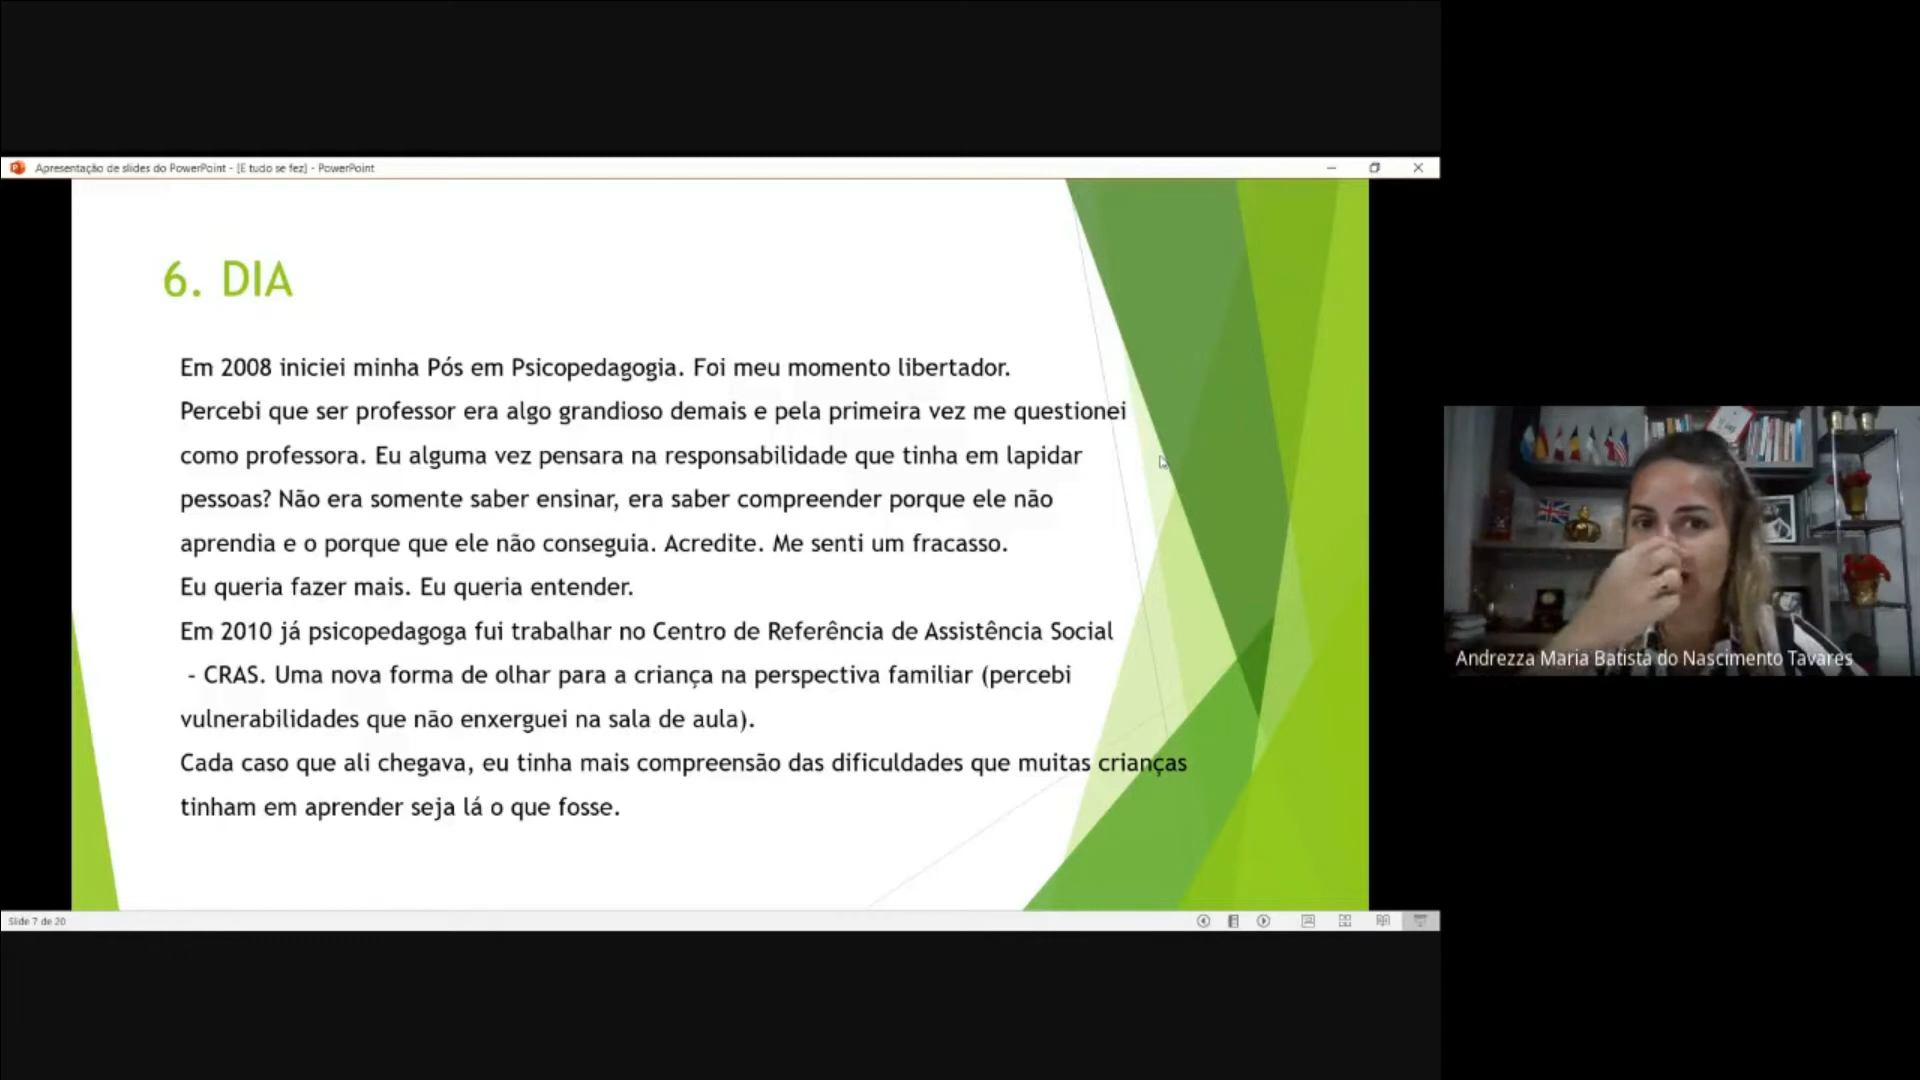 Apresentação de slides do PowerPoint - [E tudo se fez] - PowerPoint
6. DIA
Em 2008 iniciei minha Pós em Psicopedagogia. Foi meu momento libertador.
Percebi que ser professor era algo grandioso demais e pela primeira vez me questionei
como professora. Eu alguma vez pensara na responsabilidade que tinha em lapidar
pessoas? Não era somente saber ensinar, era saber compreender porque ele não
aprendia e o porque que ele não conseguia. Acredite. Me senti um fracasso.
Eu queria fazer mais. Eu queria entender.
Em 2010 já psicopedagoga fui trabalhar no Centro de Referência de Assistência Social
- CRAS. Uma nova forma de olhar para a criança na perspectiva familiar (percebi
vulnerabilidades que não enxerguei na sala de aula).
Cada caso que ali chegava, eu tinha mais compreensão das dificuldades que muitas crianças
tinham em aprender seja lá o que fosse.
Slide 7 de 20
Andrezza Maria Batista do Nascimento Tavares